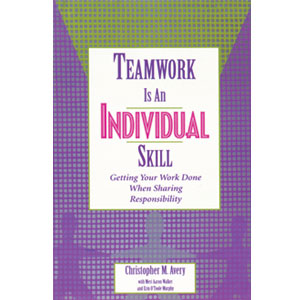 TEAMWORK
IS AN
INDIVIDUAL
SKILL
Getting Your Work Done
When Sharing
Responsibility
Christopher M. Avery
with Meri Aaron Walker
and Erin O'Toole Murphy